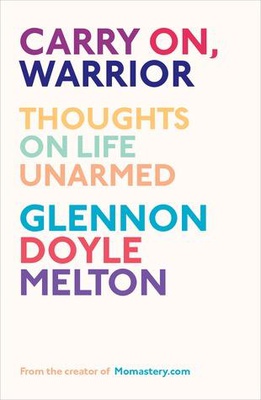 CARRY ON,
WARRIOR
THOUGHTS
ON LIFE
UNARMED
GLENNON
DOYLE
MELTON
From the creator of Momastery.com